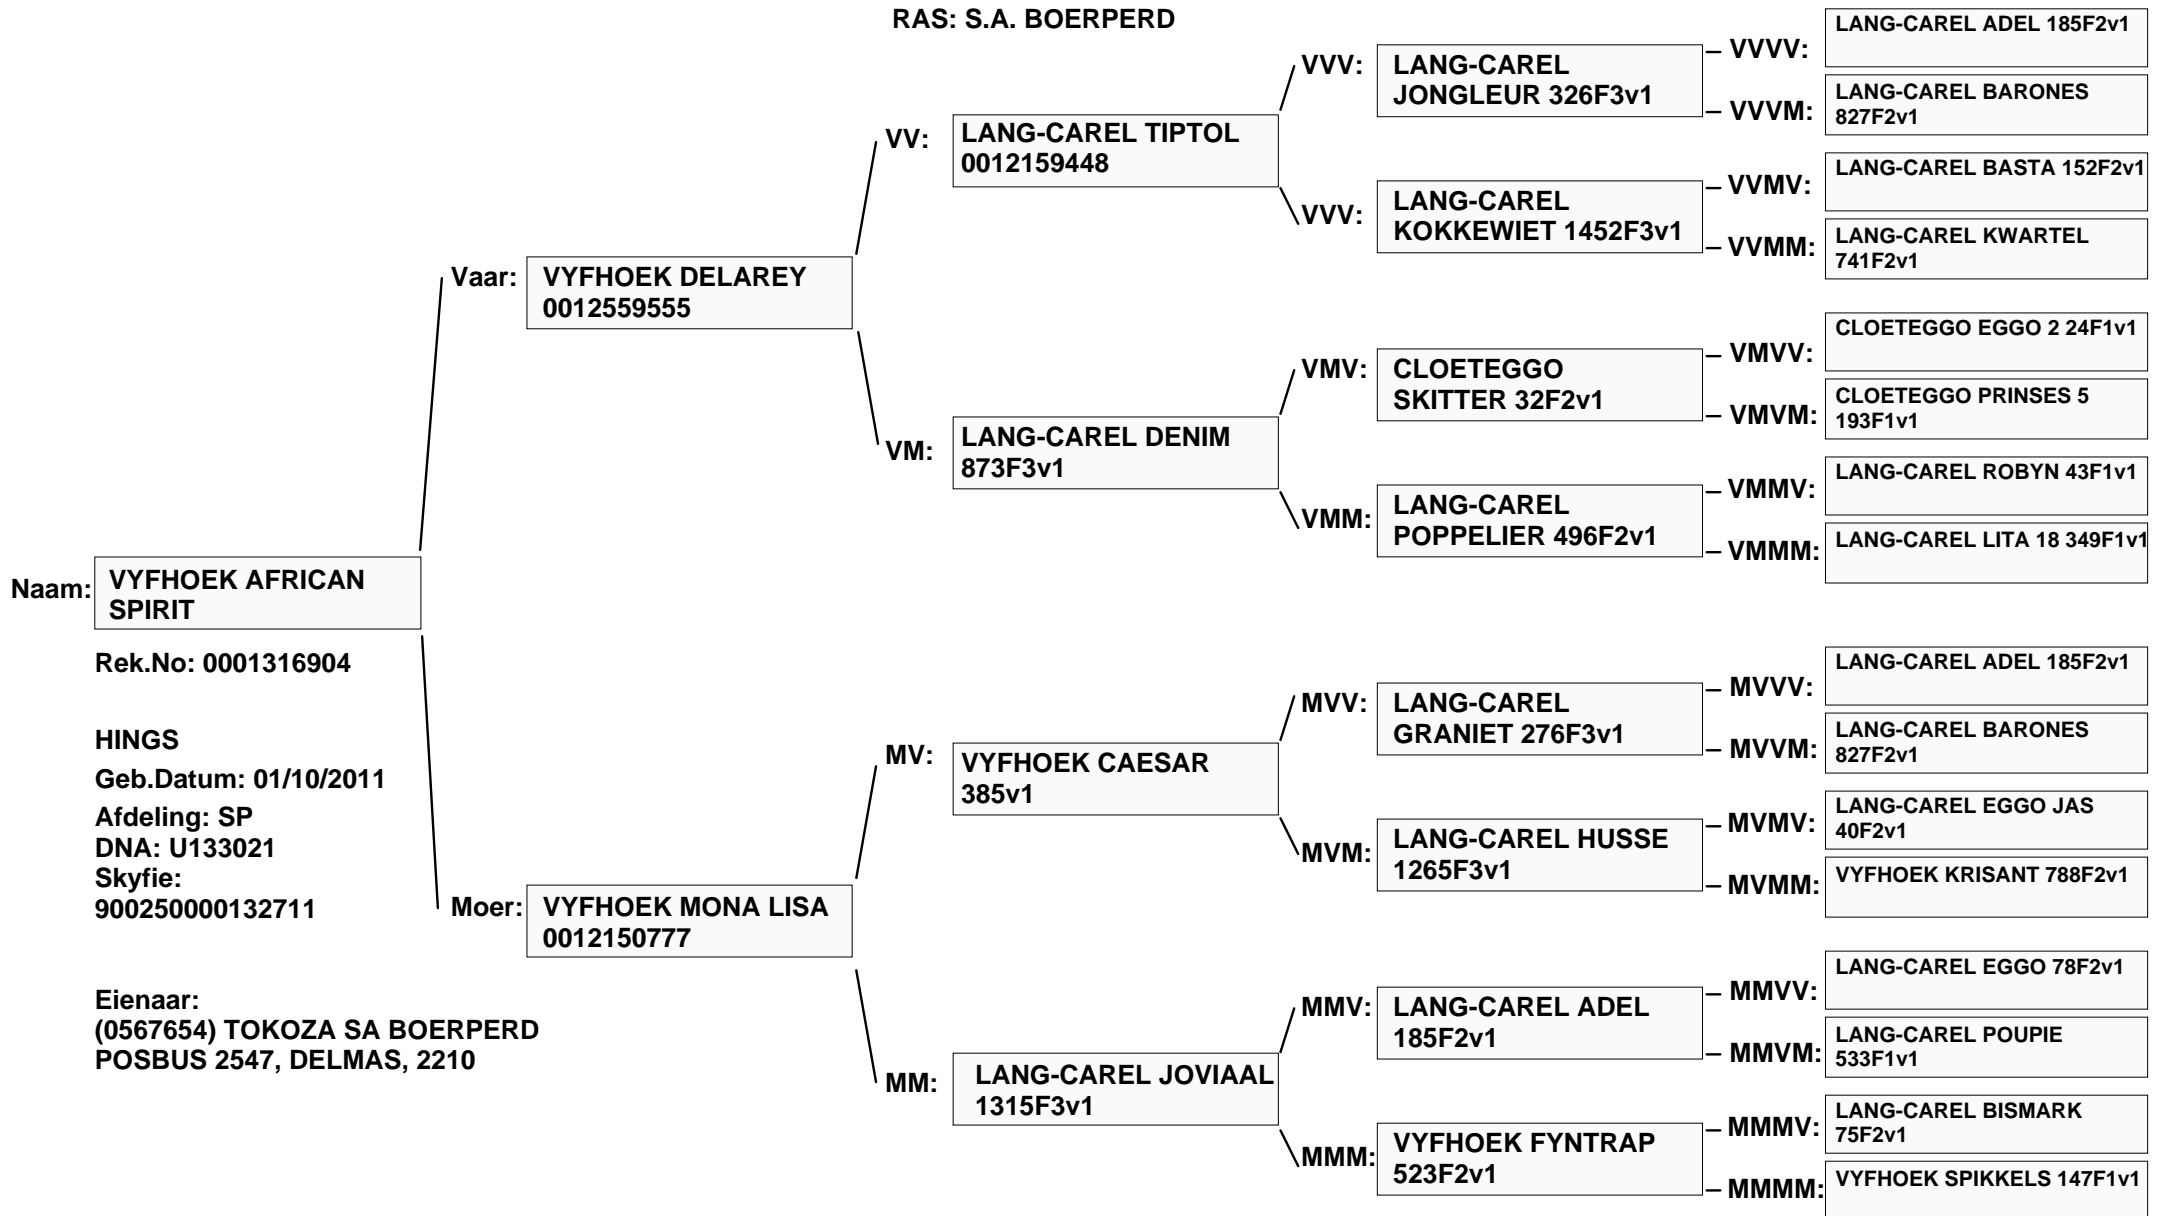 RAS: S.A. BOERPERD
Naam:
VYFHOEK AFRICAN
SPIRIT
Rek.No: 0001316904
HINGS
Geb.Datum: 01/10/2011
Afdeling: SP
DNA: U133021
Skyfie:
900250000132711
Eienaar:
(0567654) TOKOZA SA BOERPERD
POSBUS 2547, DELMAS, 2210
Vaar:
VYFHOEK DELAREY
0012559555
Moer:
VYFHOEK MONA LISA
0012150777
VV:
LANG-CAREL TIPTOL
0012159448
VM:
LANG-CAREL DENIM
873F3v1
MV:
VYFHOEK CAESAR
385v1
MM:
LANG-CAREL JOVIAAL
1315F3v1
VVV:
LANG-CAREL
JONGLEUR 326F3v1
VVV:
LANG-CAREL
KOKKEWIET 1452F3v1
VMV:
CLOETEGGO
SKITTER 32F2v1
VMM:
LANG-CAREL
POPPELIER 496F2v1
MVV:
LANG-CAREL
GRANIET 276F3v1
MVM:
LANG-CAREL HUSSE
1265F3v1
MMV:
LANG-CAREL ADEL
185F2v1
MMM:
VYFHOEK FYNTRAP
523F2v1
VVVV:
LANG-CAREL ADEL 185F2v1
VVVM:
LANG-CAREL BARONES
827F2v1
VVMV:
LANG-CAREL BASTA 152F2v1
VVMM:
LANG-CAREL KWARTEL
741F2v1
VMVV:
CLOETEGGO EGGO 2 24F1v1
VMVM:
CLOETEGGO PRINSES 5
193F1v1
VMMV:
LANG-CAREL ROBYN 43F1v1
VMMM:
LANG-CAREL LITA 18 349F1v1
MVVV:
LANG-CAREL ADEL 185F2v1
MVVM:
LANG-CAREL BARONES
827F2v1
MVMV:
LANG-CAREL EGGO JAS
40F2v1
MVMM:
VYFHOEK KRISANT 788F2v1
MMVV:
LANG-CAREL EGGO 78F2v1
MMVM:
LANG-CAREL POUPIE
533F1v1
MMMV:
LANG-CAREL BISMARK
75F2v1
MMMM:
VYFHOEK SPIKKELS 147F1v1